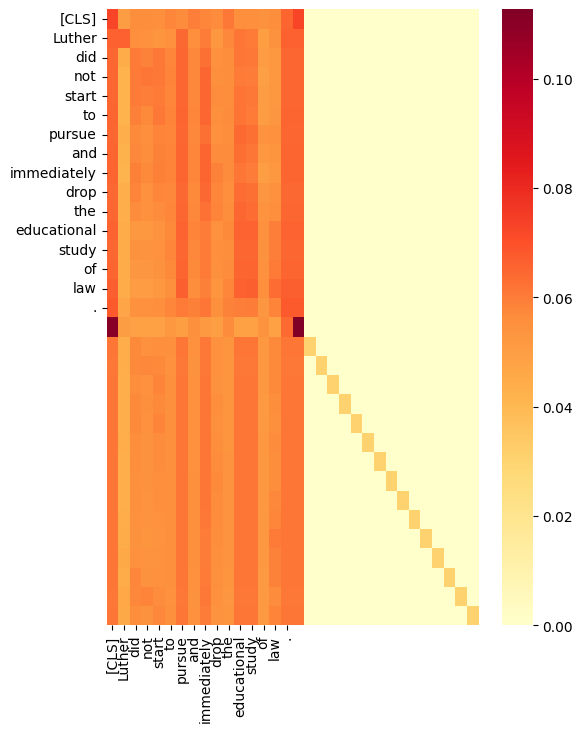 [CLS]
Luther
did
not
start
to
pursue
and
immediately
drop
the
educational
study
of
law
.
0.10
0.08
0.06
0.04
0.02
0.00
[CLS]
Luther
did
not
start
to
pursue
and
immediately
drop
the
educational
study
of
law
.